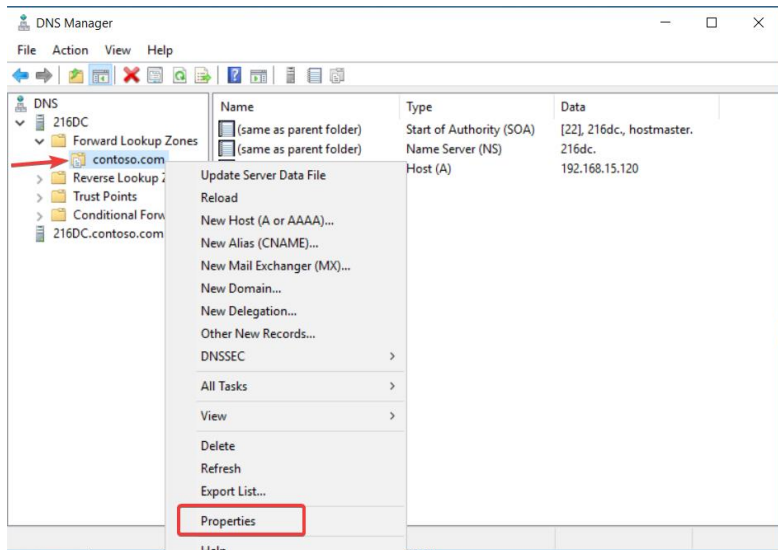 DNS Manager
File Action View Help
DNS
216DC
Forward Lookup Zones
contoso.com
Reverse Lookup Z
Trust Points
Conditional Forw
216DC.contoso.com
Name Type Data
(same as parent folder) Start of Authority (SOA) [22], 216dc., hostmaster.
(same as parent folder) Name Server (NS) 216dc.
Host (A) 192.168.15.120
Update Server Data File
Reload
New Host (A or AAAA)...
New Alias (CNAME)...
New Mail Exchanger (MX)...
New Domain...
New Delegation...
Other New Records...
DNSSEC
All Tasks
View
Delete
Refresh
Export List...
Properties
Help